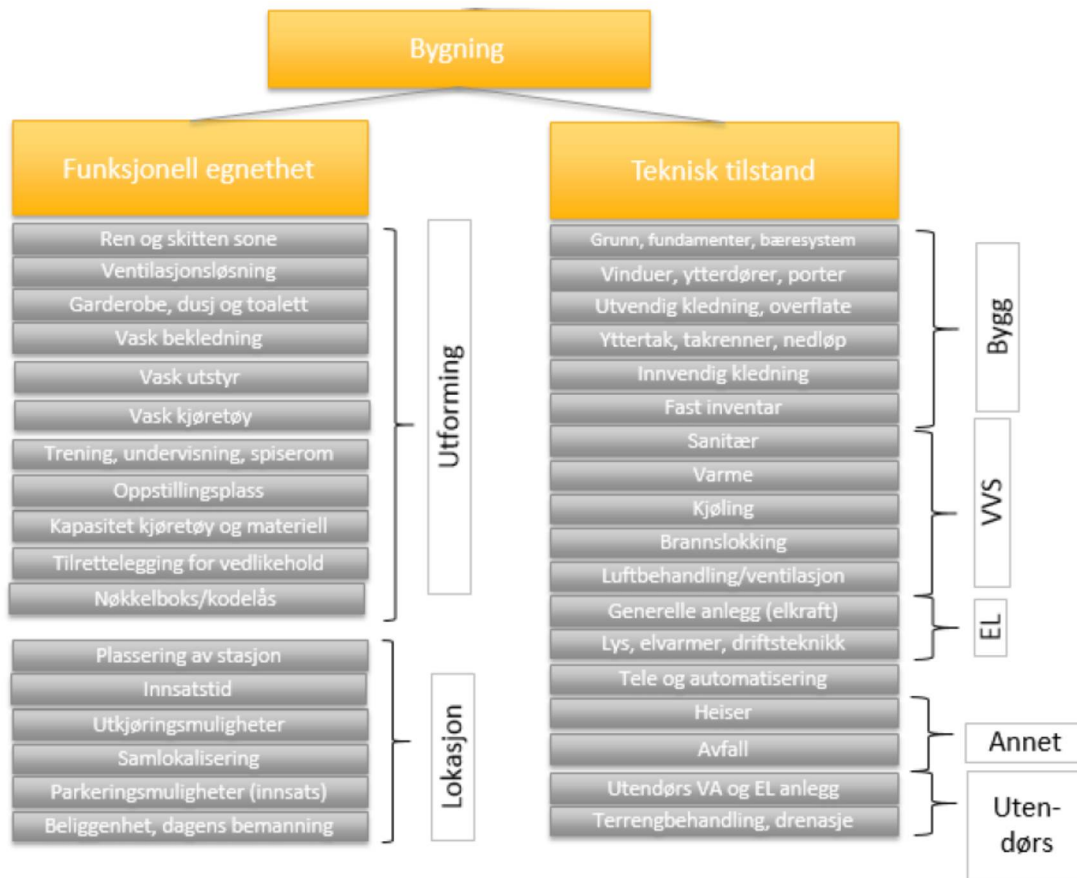 Bygning
Funksjonell egnethet
Ren og skitten sone
Ventilasjonsløsning
Garderobe, dusj og toalett
Vask bekledning
Vask utstyr
Vask kjøretøy
Trening, undervisning, spiserom
Oppstillingsplass
Kapasitet kjøretøy og materiell
Tilrettelegging for vedlikehold
Nøkkelboks/kodelås
Utforming
Plassering av stasjon
Innsatstid
Utkjøringsmuligheter
Samlokalisering
Parkeringsmuligheter (innsats)
Beliggenhet, dagens bemanning
Lokasjon
Teknisk tilstand
Grunn, fundamenter, bæresystem
Vinduer, ytterdører, porter
Utvendig kledning, overflate
Yttertak, takrenner, nedløp
Innvendig kledning
Fast inventar
Bygg
Sanitær
Varme
Kjøling
Brannslokking
Luftbehandling/ventilasjon
VVS
Generelle anlegg (elkraft)
Lys, elvarmer, driftsteknikk
EL
Tele og automatisering
Heiser
Avfall
Annet
Utendørs VA og EL anlegg
Terrengbehandling, drenasje
Uten-
dørs